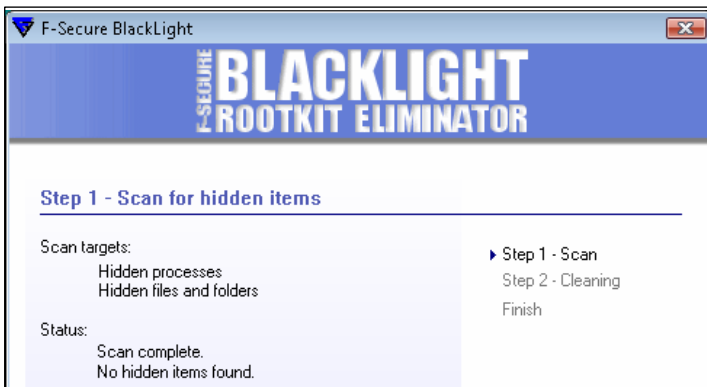 F-Secure BlackLight
F-SECURE
BLACKLIGHT
ROOTKIT ELIMINATOR
Step 1 - Scan for hidden items
Scan targets:
Hidden processes
Hidden files and folders
Status:
Scan complete.
No hidden items found.
Step 1 - Scan
Step 2 - Cleaning
Finish